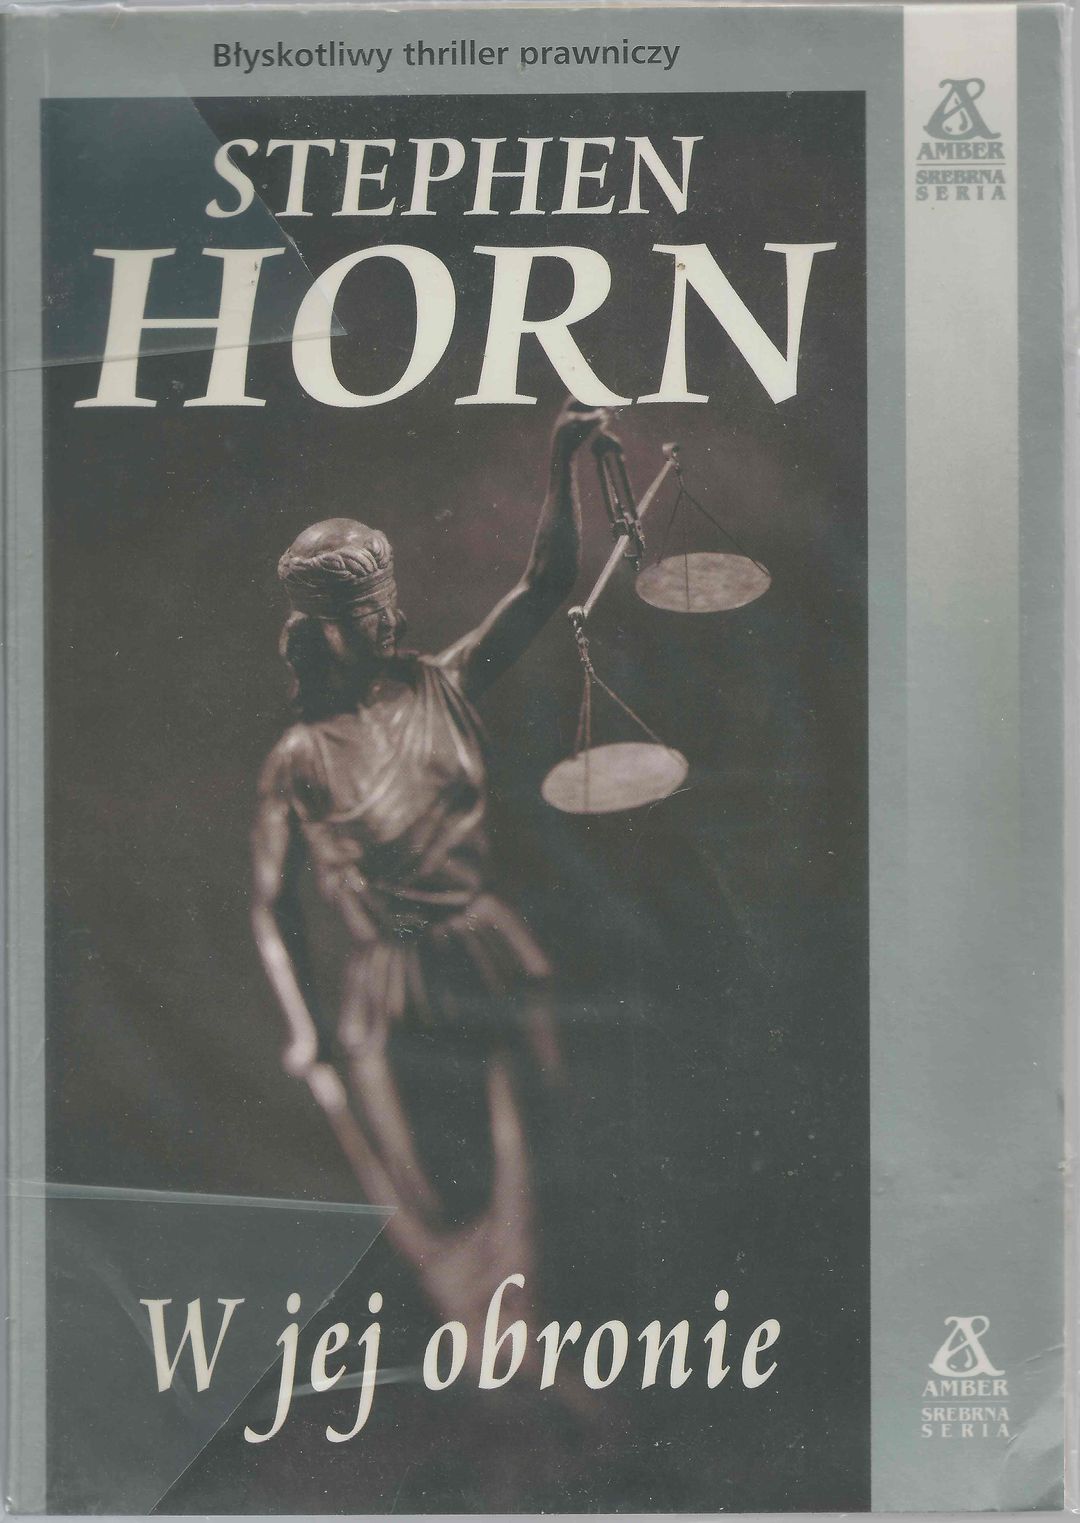 Błyskotliwy thriller prawniczy
STEPHEN
HORN
AMBER
SREBRNA
SERIA
W jej obronie
AMBER
SREBRNA
SERIA